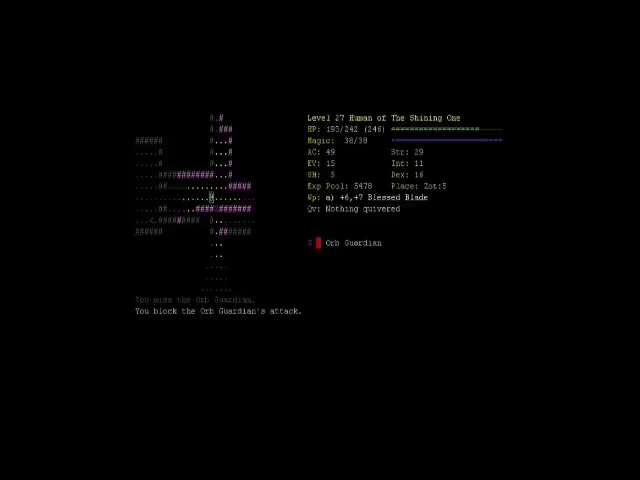 Level 27 Human of The Shining One
HP: 193/242 (246)
Magic: 38/38
AC: 49 Str: 29
EV: 15 Int: 11
SH: 5 Dex: 16
Exp Pool: 5478 Place: Zot:5
Wp: a) +6,+7 Blessed Blade
Qv: Nothing quivered
Orb Guardian
You miss the Orb Guardian.
You block the Orb Guardian's attack.